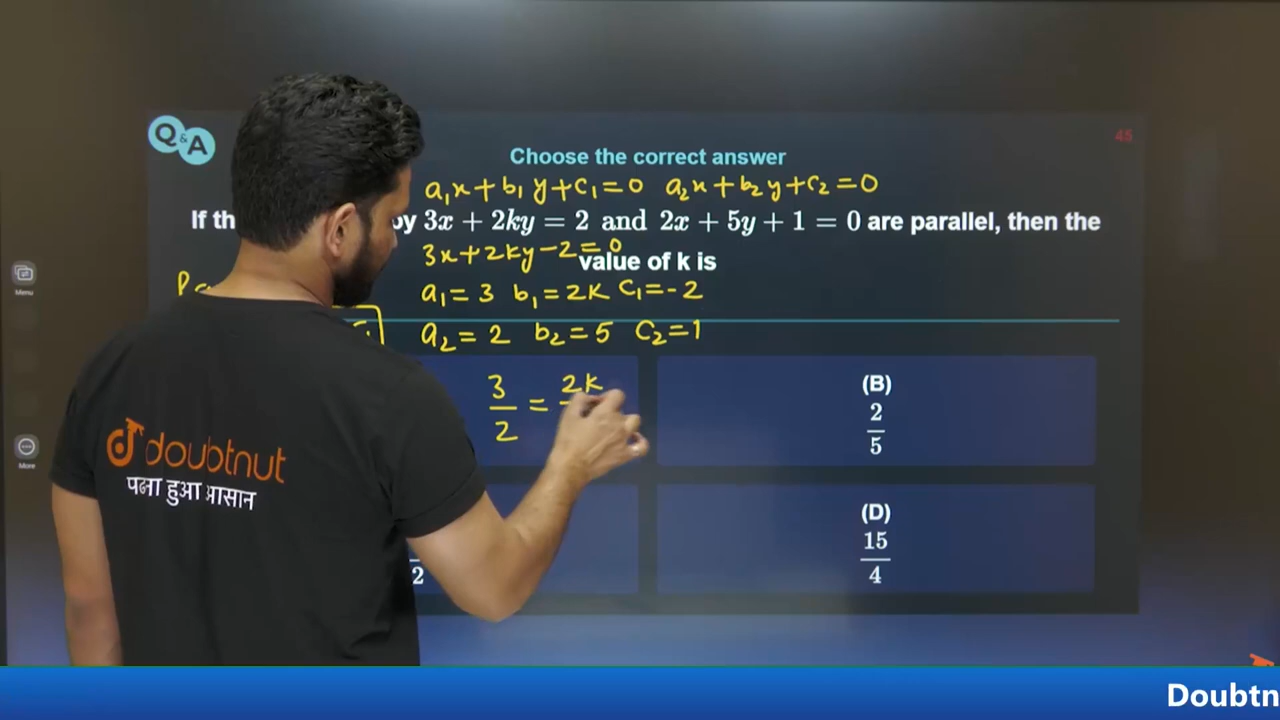 Q&A
45
Choose the correct answer
a₁x + b₁y + c₁ = 0 a₂x + b₂y + c₂ = 0
If th by 3x + 2ky = 2 and 2x + 5y + 1 = 0 are parallel, then the
3x + 2ky - 2 = 0
value of k is
a₁ = 3 b₁ = 2k c₁ = -2
a₂ = 2 b₂ = 5 c₂ = 1
3/2 = 2k
(B)
2/5
(D)
15/4
2
Menu
More
doubtnut
पढना हुआ आसान
Doubtn